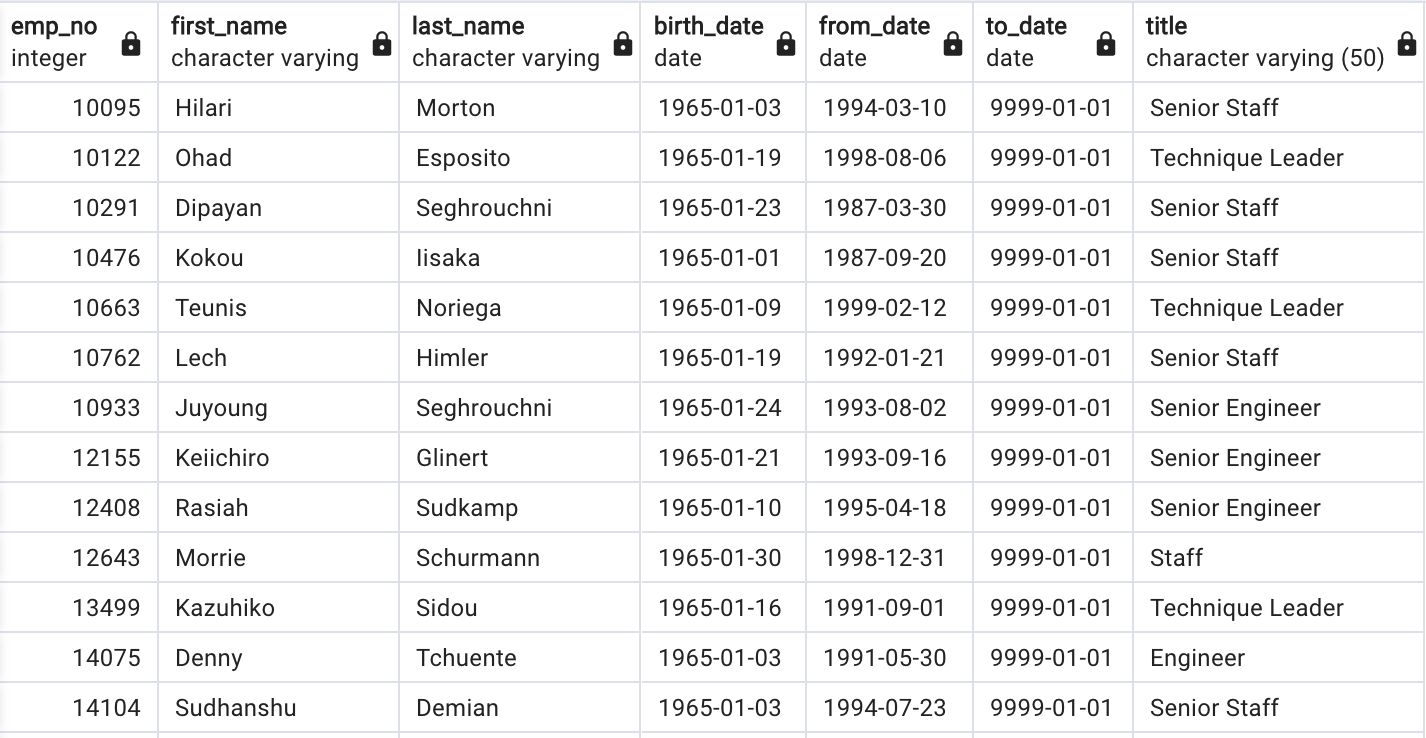 emp_no first_name last_name birth_date from_date to_date title
integer character varying character varying date date date character varying (50)
10095 Hilari Morton 1965-01-03 1994-03-10 9999-01-01 Senior Staff
10122 Ohad Esposito 1965-01-19 1998-08-06 9999-01-01 Technique Leader
10291 Dipayan Seghrouchni 1965-01-23 1987-03-30 9999-01-01 Senior Staff
10476 Kokou Iisaka 1965-01-01 1987-09-20 9999-01-01 Senior Staff
10663 Teunis Noriega 1965-01-09 1999-02-12 9999-01-01 Technique Leader
10762 Lech Himler 1965-01-19 1992-01-21 9999-01-01 Senior Staff
10933 Juyoung Seghrouchni 1965-01-24 1993-08-02 9999-01-01 Senior Engineer
12155 Keiichiro Glinert 1965-01-21 1993-09-16 9999-01-01 Senior Engineer
12408 Rasiah Sudkamp 1965-01-10 1995-04-18 9999-01-01 Senior Engineer
12643 Morrie Schurmann 1965-01-30 1998-12-31 9999-01-01 Staff
13499 Kazuhiko Sidou 1965-01-16 1991-09-01 9999-01-01 Technique Leader
14075 Denny Tchuente 1965-01-03 1991-05-30 9999-01-01 Engineer
14104 Sudhanshu Demian 1965-01-03 1994-07-23 9999-01-01 Senior Staff